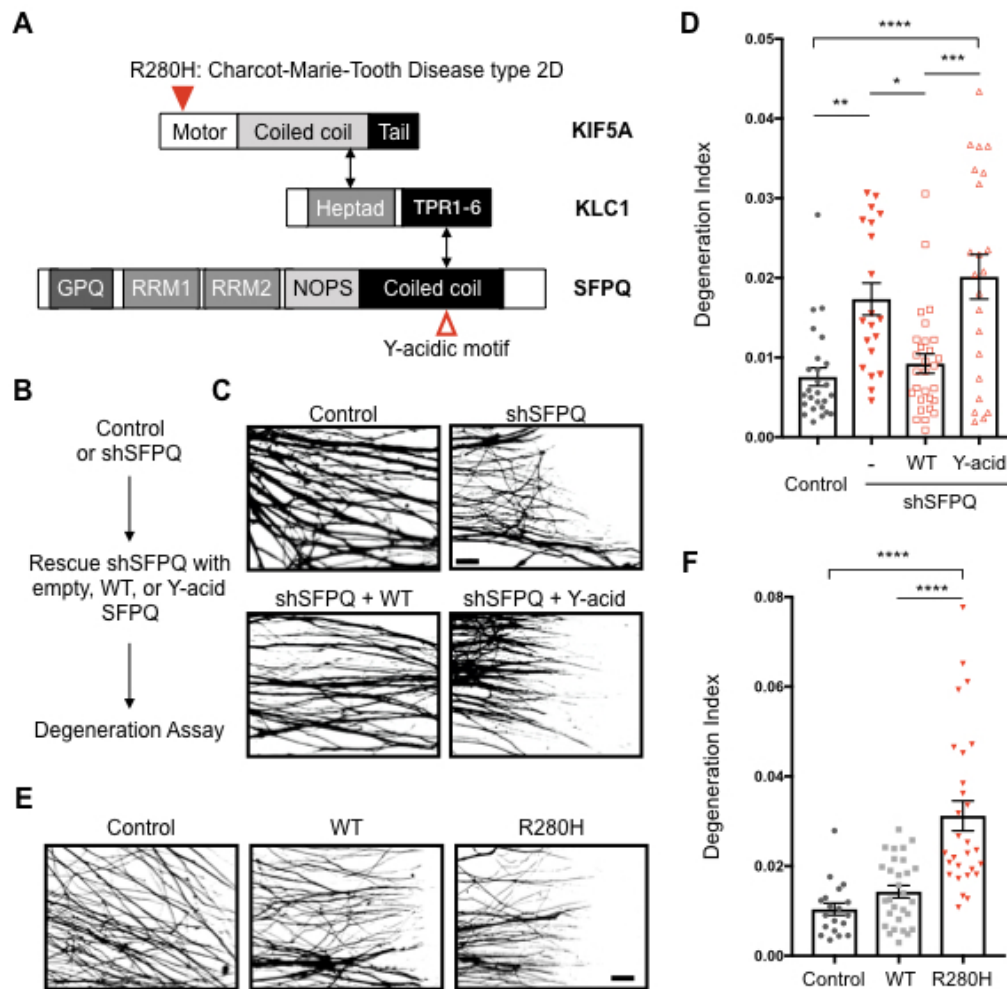 A
R280H: Charcot-Marie-Tooth Disease type 2D
Motor Coiled coil Tail KIF5A
Heptad TPR1-6 KLC1
GPQ RRM1 RRM2 NOPS Coiled coil SFPQ
Y-acidic motif
B
Control
or shSFPQ
Rescue shSFPQ with
empty, WT, or Y-acid
SFPQ
Degeneration Assay
C
Control shSFPQ
shSFPQ + WT shSFPQ + Y-acid
D
Degeneration Index
0.05
0.04
0.03
0.02
0.01
0.00
****
***
*
**
Control - WT Y-acid
shSFPQ
E
Control WT R280H
F
Degeneration Index
0.08
0.06
0.04
0.02
0.00
****
****
Control WT R280H